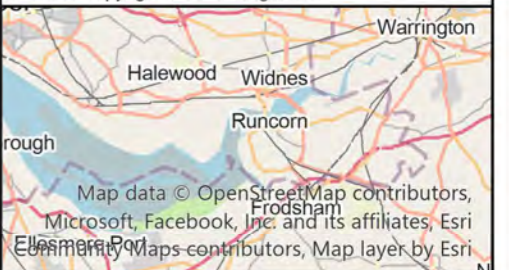 Warrington
Halewood Widnes
Runcorn
rough
Map data © OpenStreetMap contributors,
Frodsham
Microsoft, Facebook, Inc. and its affiliates, Esri
Ellesmere Port
Community Maps contributors, Map layer by Esri
N